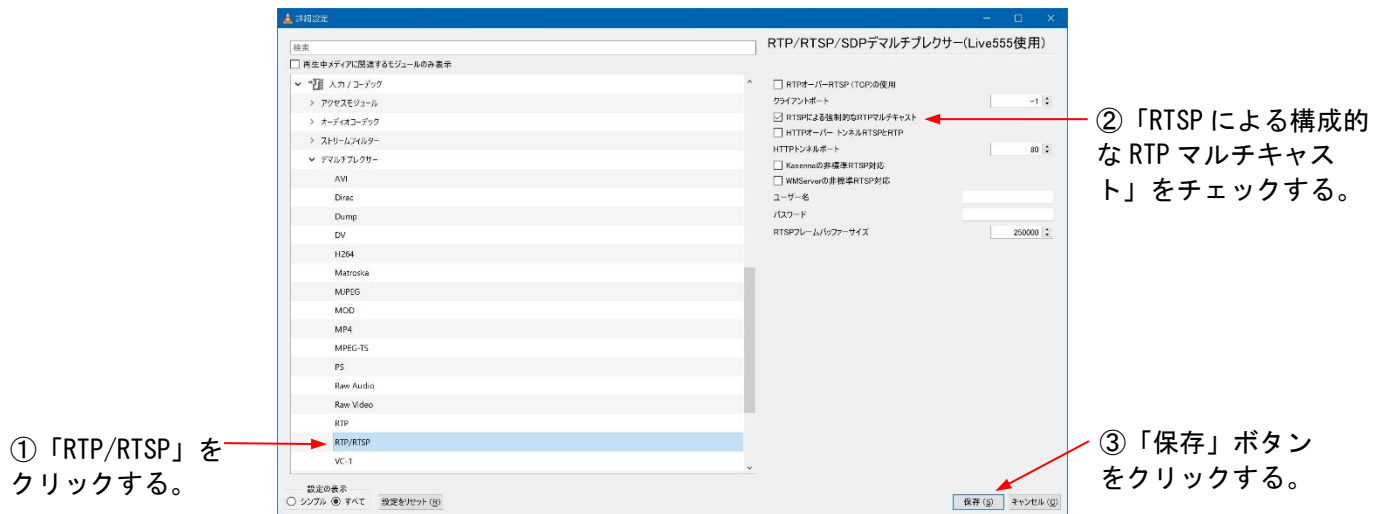 詳細設定
検索
再生中メディアに関連するモジュールのみ表示
入力 / コーデック
アクセスモジュール
オーディオコーデック
ストリームフィルター
デマルチプレクサー
AVI
Dirac
Dump
DV
H264
Matroska
MJPEG
MOD
MP4
MPEG-TS
PS
Raw Audio
Raw Video
RTP
RTP/RTSP
VC-1
設定の表示
シンプル すべて 設定をリセット(R)
RTP/RTSP/SDPデマルチプレクサー(Live555使用)
RTPオーバーRTSP (TCP)の使用
クライアントポート -1
RTSPによる強制的なRTPマルチキャスト
HTTPオーバー トンネルRTSPとRTP
HTTPトンネルポート 80
Kasennaの非標準RTSP対応
WMServerの非標準RTSP対応
ユーザー名
パスワード
RTSPフレームバッファーサイズ 250000
保存(S) キャンセル(C)
①「RTP/RTSP」を
クリックする。
②「RTSP による構成的
な RTP マルチキャス
ト」をチェックする。
③「保存」ボタン
をクリックする。